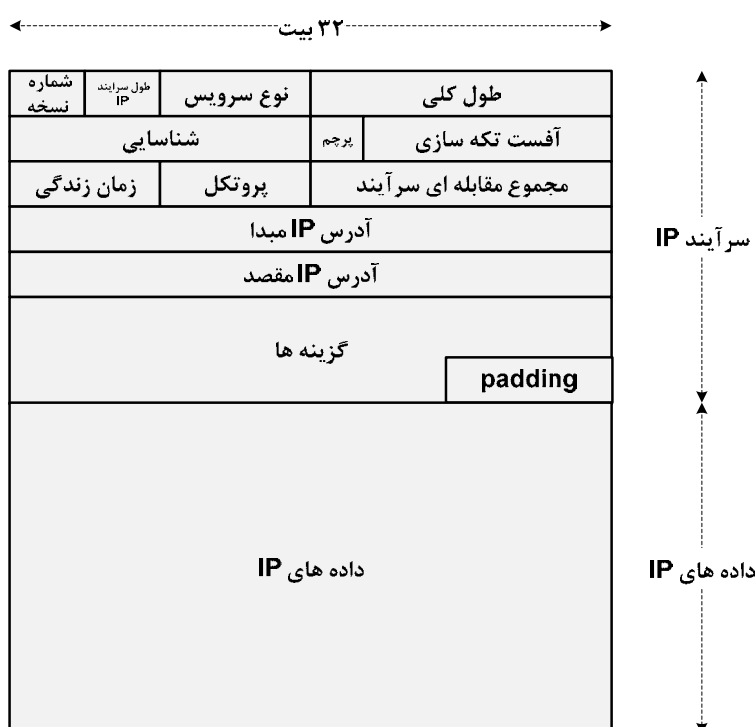 ۳۲ بیت
شماره
نسخه
طول سرایند
IP
نوع سرویس
طول کلی
شناسایی
پرچم
آفست تکه سازی
زمان زندگی
پروتکل
مجموع مقابله ای سرآیند
آدرس IP مبدا
آدرس IP مقصد
گزینه ها
padding
داده های IP
سرآیند IP
داده های IP